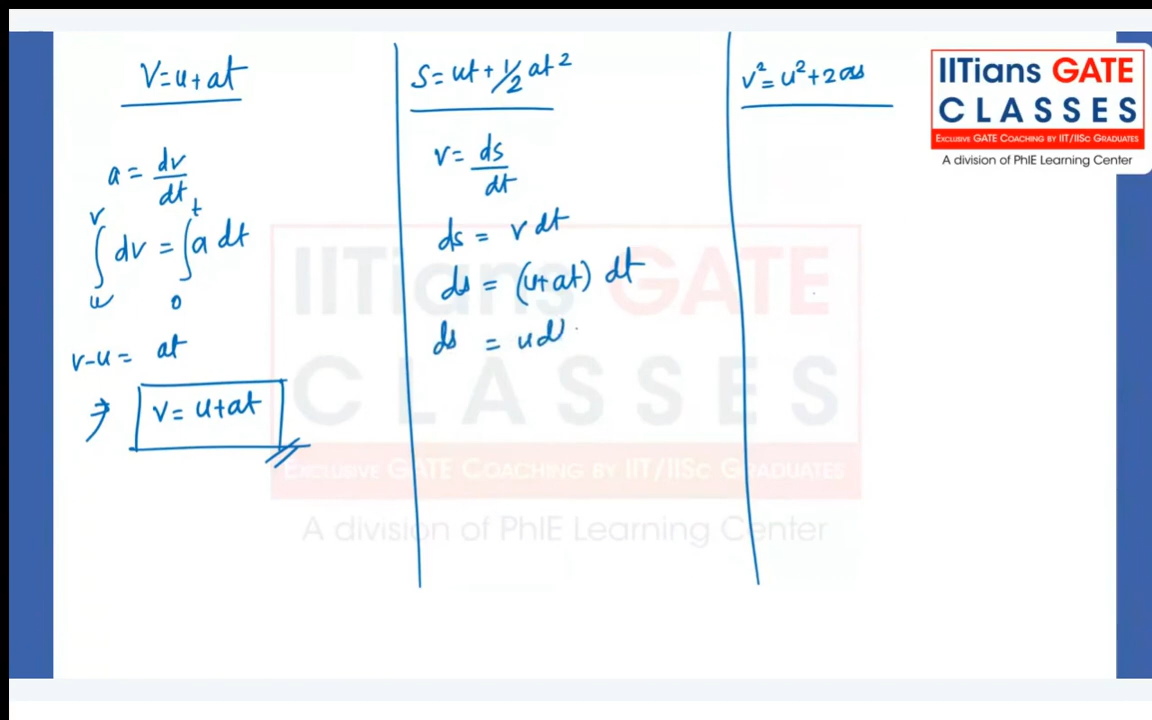 V=u+at
a = dv/dt
∫ᵤᵛ dv = ∫₀ᵗ a dt
v-u = at
⇒ v= u+at
S= ut + 1/2 at²
v= ds/dt
ds = v dt
ds = (u+at) dt
ds = u d
v²= u²+2as
IITians GATE
CLASSES
EXCLUSIVE GATE COACHING BY IIT/IISc GRADUATES
A division of PhIE Learning Center
IITians GATE
CLASSES
EXCLUSIVE GATE COACHING BY IIT/IISc GRADUATES
A division of PhIE Learning Center